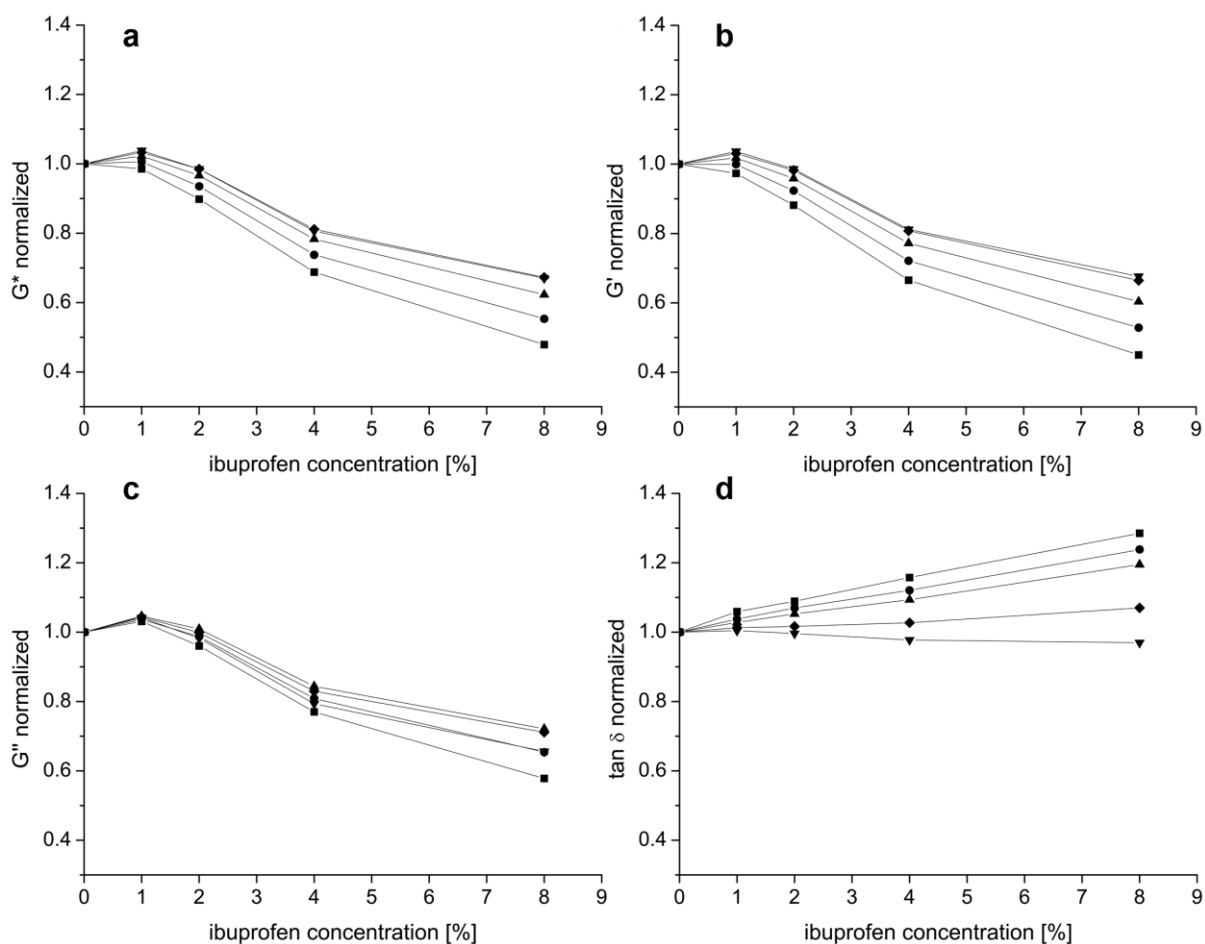 a
G* normalized
1.4
1.2
1.0
0.8
0.6
0.4
0 1 2 3 4 5 6 7 8 9
ibuprofen concentration [%]
b
G' normalized
1.4
1.2
1.0
0.8
0.6
0.4
0 1 2 3 4 5 6 7 8 9
ibuprofen concentration [%]
c
G" normalized
1.4
1.2
1.0
0.8
0.6
0.4
0 1 2 3 4 5 6 7 8 9
ibuprofen concentration [%]
d
tan δ normalized
1.4
1.2
1.0
0.8
0.6
0.4
0 1 2 3 4 5 6 7 8 9
ibuprofen concentration [%]